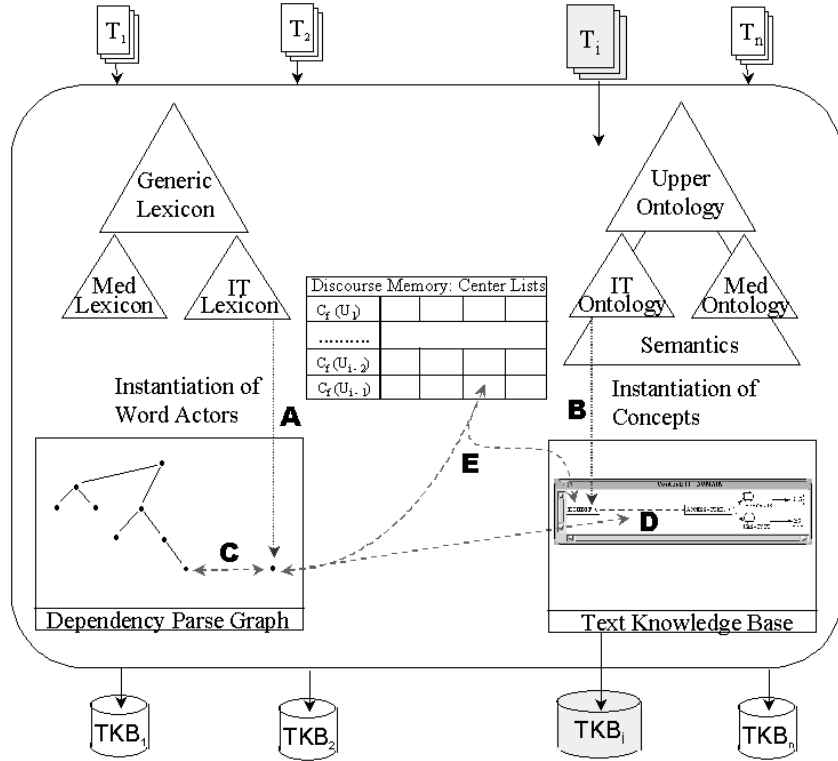 T1
T2
Ti
Tn
Generic
Lexicon
Upper
Ontology
Med
Lexicon
IT
Lexicon
IT
Ontology
Med
Ontology
Semantics
Discourse Memory: Center Lists
Cf (U1)
..........
Cf (Ui-2)
Cf (Ui-1)
Instantiation of
Word Actors
A
B
Instantiation of
Concepts
E
C
D
Dependency Parse Graph
Text Knowledge Base
TKB1
TKB2
TKBi
TKBn